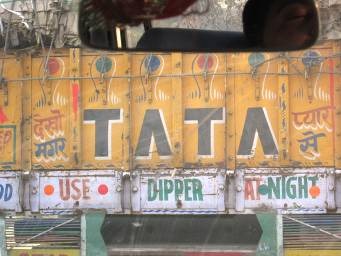 देखो TATA प्यार
मगर से
USE DIPPER AT NIGHT